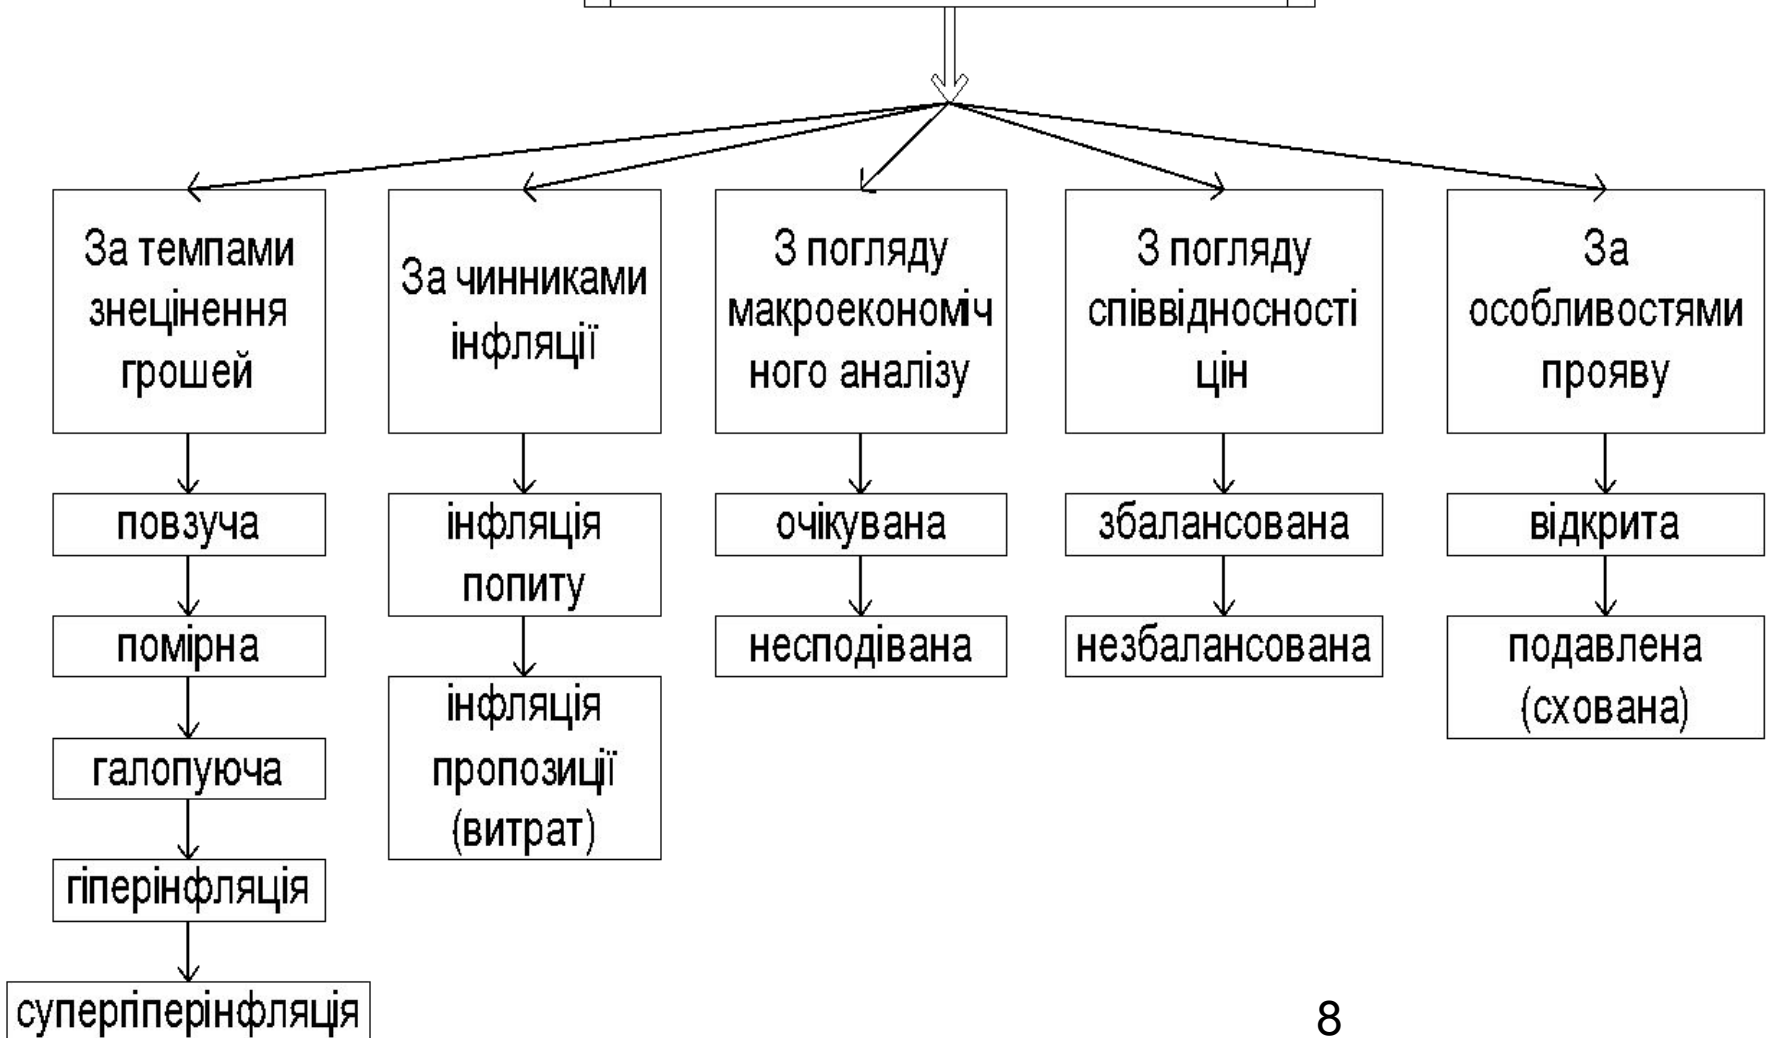 За темпами
знецінення
грошей
повзуча
помірна
галопуюча
гіперінфляція
супергіперінфляція
За чинниками
інфляції
інфляція
попиту
інфляція
пропозиції
(витрат)
З погляду
макроекономіч
ного аналізу
очікувана
несподівана
З погляду
співвідносності
цін
збалансована
незбалансована
За
особливостями
прояву
відкрита
подавлена
(схована)
8